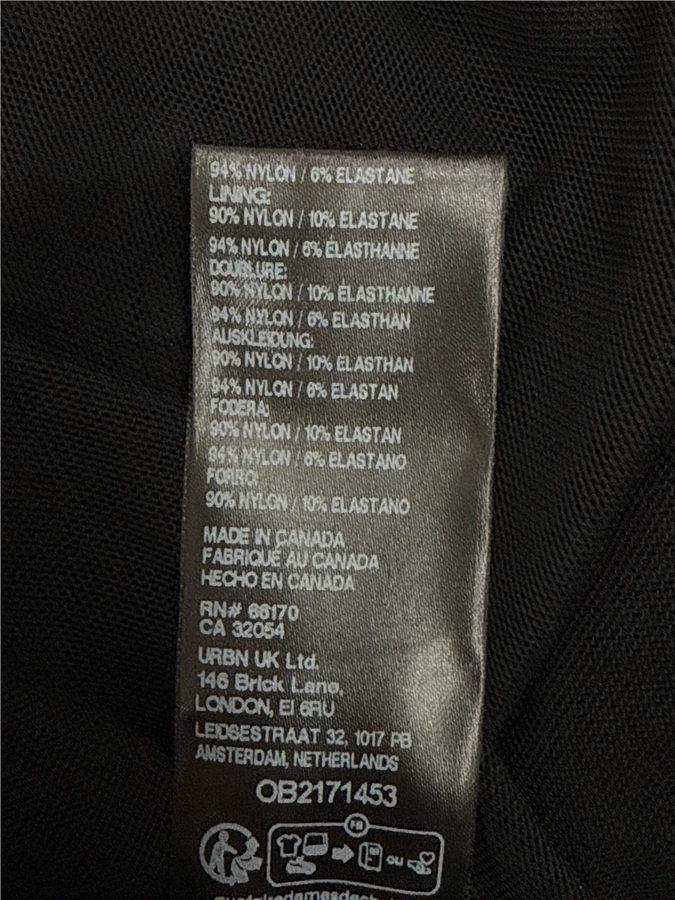 94% NYLON / 6% ELASTANE
LINING:
90% NYLON / 10% ELASTANE
94% NYLON / 6% ELASTHANNE
DOUBLURE:
90% NYLON / 10% ELASTHANNE
94% NYLON / 6% ELASTHAN
AUSKLEIDUNG:
90% NYLON / 10% ELASTHAN
94% NYLON / 6% ELASTAN
FODERA:
90% NYLON / 10% ELASTAN
94% NYLON / 6% ELASTANO
FORRO:
90% NYLON / 10% ELASTANO
MADE IN CANADA
FABRIQUÉ AU CANADA
HECHO EN CANADA
RN# 66170
CA 32054
URBN UK Ltd.
146 Brick Lane,
LONDON, E1 6RU
LEIDSESTRAAT 32, 1017 PB
AMSTERDAM, NETHERLANDS
OB2171453
FR
OU